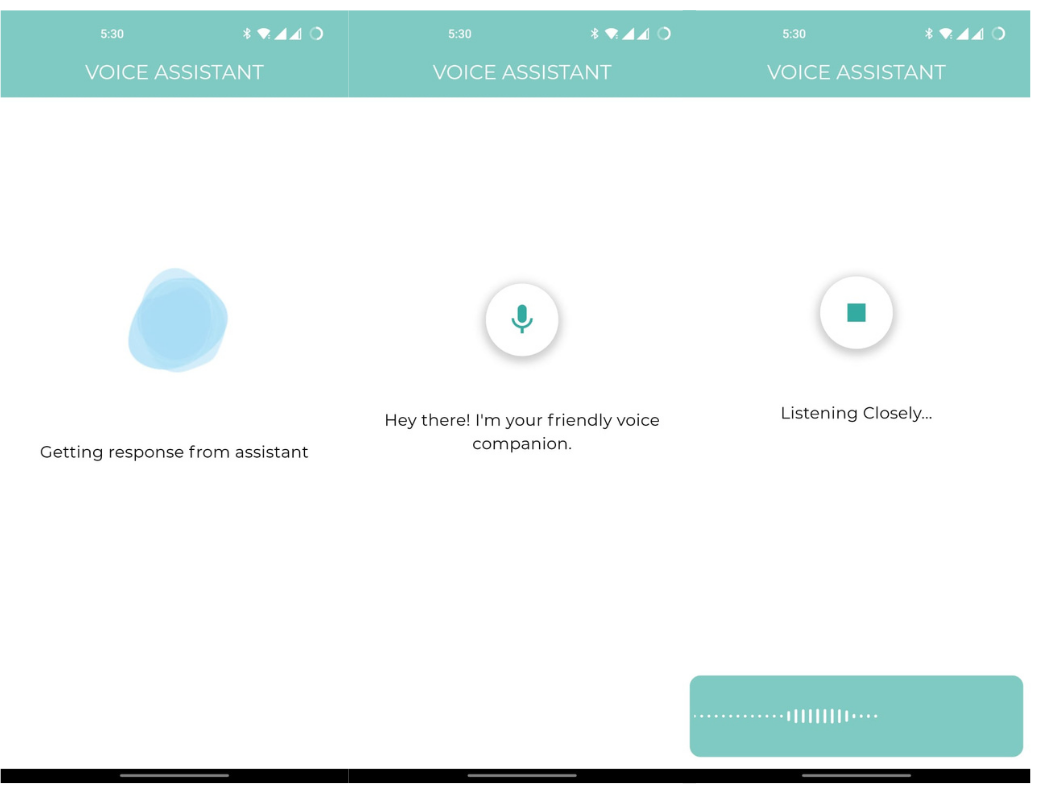 5:30
VOICE ASSISTANT
Getting response from assistant
5:30
VOICE ASSISTANT
Hey there! I'm your friendly voice
companion.
5:30
VOICE ASSISTANT
Listening Closely...